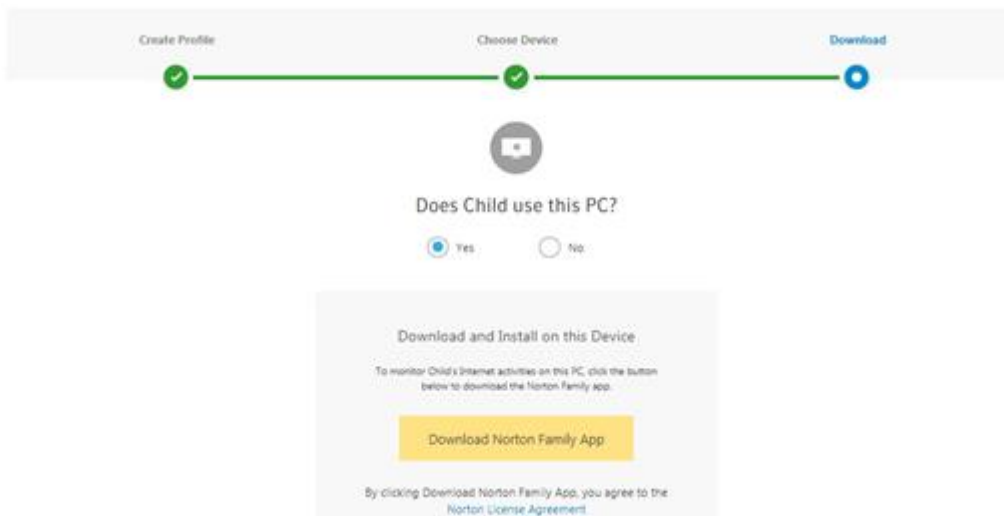 Create Profile Choose Device Download
Does Child use this PC?
Yes No
Download and Install on this Device
To monitor Child's Internet activities on this PC, click the button
below to download the Norton Family app.
Download Norton Family App
By clicking Download Norton Family App, you agree to the
Norton License Agreement